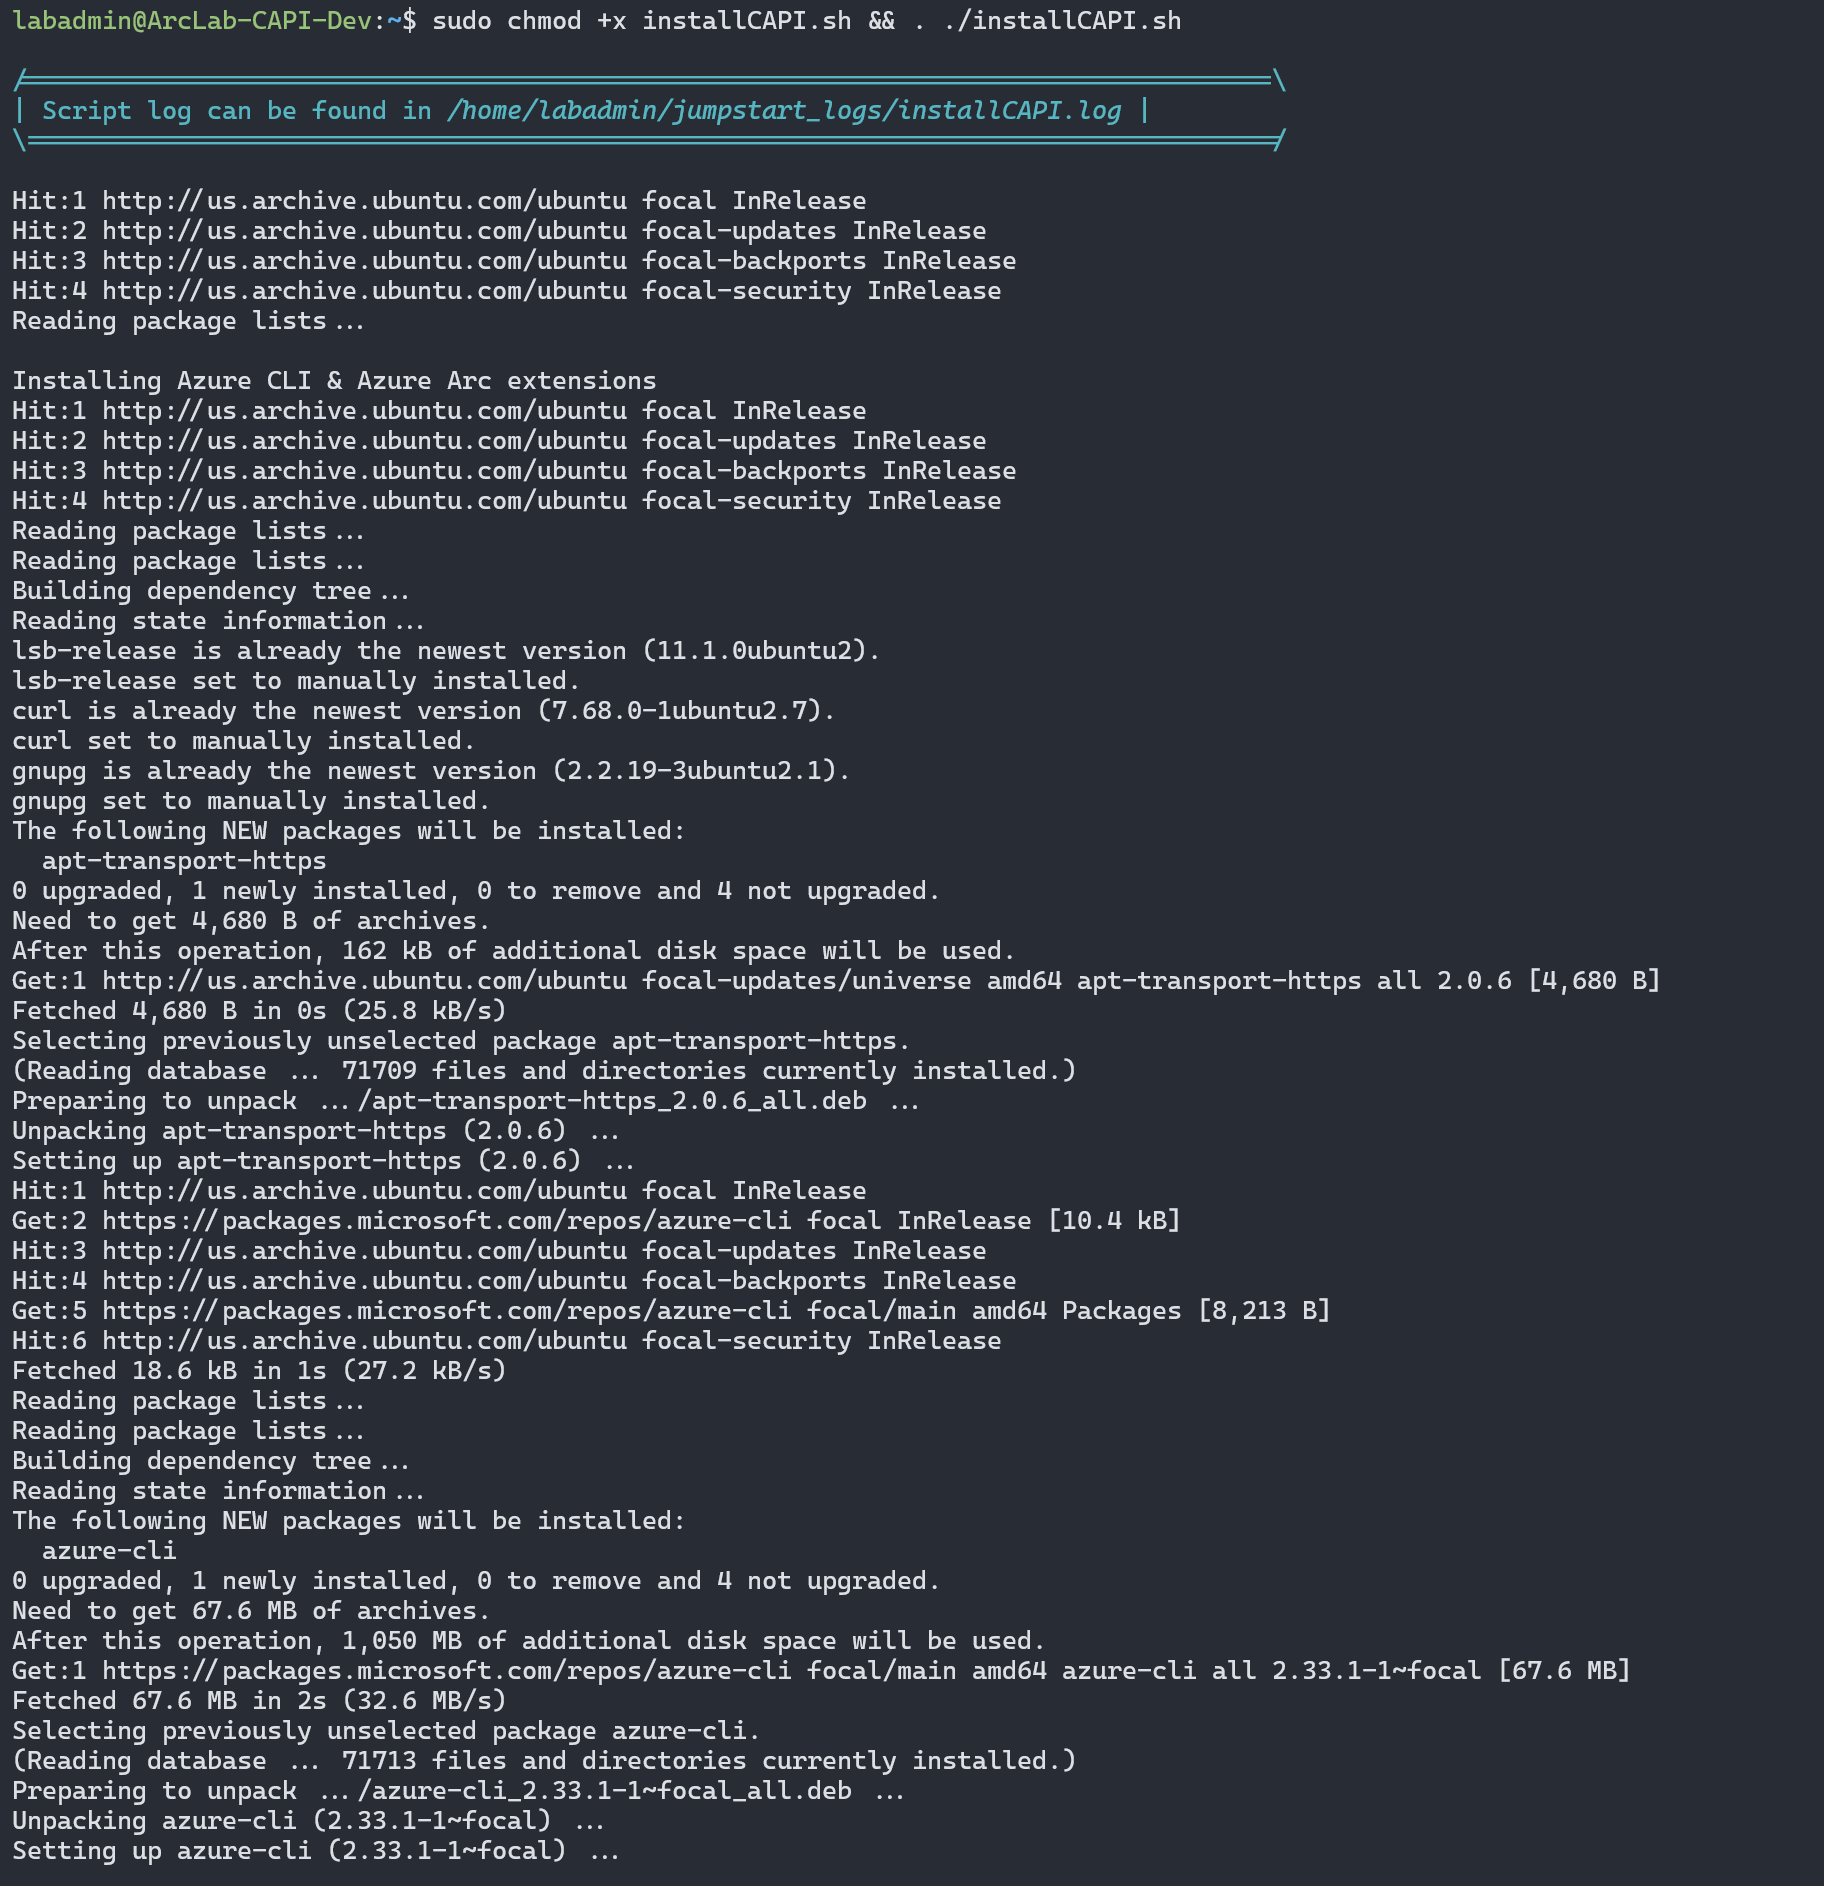 labadmin@ArcLab-CAPI-Dev:~$ sudo chmod +x installCAPI.sh && . ./installCAPI.sh
| Script log can be found in /home/labadmin/jumpstart_logs/installCAPI.log |
Hit:1 http://us.archive.ubuntu.com/ubuntu focal InRelease
Hit:2 http://us.archive.ubuntu.com/ubuntu focal-updates InRelease
Hit:3 http://us.archive.ubuntu.com/ubuntu focal-backports InRelease
Hit:4 http://us.archive.ubuntu.com/ubuntu focal-security InRelease
Reading package lists...
Installing Azure CLI & Azure Arc extensions
Hit:1 http://us.archive.ubuntu.com/ubuntu focal InRelease
Hit:2 http://us.archive.ubuntu.com/ubuntu focal-updates InRelease
Hit:3 http://us.archive.ubuntu.com/ubuntu focal-backports InRelease
Hit:4 http://us.archive.ubuntu.com/ubuntu focal-security InRelease
Reading package lists...
Reading package lists...
Building dependency tree...
Reading state information...
lsb-release is already the newest version (11.1.0ubuntu2).
lsb-release set to manually installed.
curl is already the newest version (7.68.0-1ubuntu2.7).
curl set to manually installed.
gnupg is already the newest version (2.2.19-3ubuntu2.1).
gnupg set to manually installed.
The following NEW packages will be installed:
  apt-transport-https
0 upgraded, 1 newly installed, 0 to remove and 4 not upgraded.
Need to get 4,680 B of archives.
After this operation, 162 kB of additional disk space will be used.
Get:1 http://us.archive.ubuntu.com/ubuntu focal-updates/universe amd64 apt-transport-https all 2.0.6 [4,680 B]
Fetched 4,680 B in 0s (25.8 kB/s)
Selecting previously unselected package apt-transport-https.
(Reading database ... 71709 files and directories currently installed.)
Preparing to unpack .../apt-transport-https_2.0.6_all.deb ...
Unpacking apt-transport-https (2.0.6) ...
Setting up apt-transport-https (2.0.6) ...
Hit:1 http://us.archive.ubuntu.com/ubuntu focal InRelease
Get:2 https://packages.microsoft.com/repos/azure-cli focal InRelease [10.4 kB]
Hit:3 http://us.archive.ubuntu.com/ubuntu focal-updates InRelease
Hit:4 http://us.archive.ubuntu.com/ubuntu focal-backports InRelease
Get:5 https://packages.microsoft.com/repos/azure-cli focal/main amd64 Packages [8,213 B]
Hit:6 http://us.archive.ubuntu.com/ubuntu focal-security InRelease
Fetched 18.6 kB in 1s (27.2 kB/s)
Reading package lists...
Reading package lists...
Building dependency tree...
Reading state information...
The following NEW packages will be installed:
  azure-cli
0 upgraded, 1 newly installed, 0 to remove and 4 not upgraded.
Need to get 67.6 MB of archives.
After this operation, 1,050 MB of additional disk space will be used.
Get:1 https://packages.microsoft.com/repos/azure-cli focal/main amd64 azure-cli all 2.33.1-1~focal [67.6 MB]
Fetched 67.6 MB in 2s (32.6 MB/s)
Selecting previously unselected package azure-cli.
(Reading database ... 71713 files and directories currently installed.)
Preparing to unpack .../azure-cli_2.33.1-1~focal_all.deb ...
Unpacking azure-cli (2.33.1-1~focal) ...
Setting up azure-cli (2.33.1-1~focal) ...